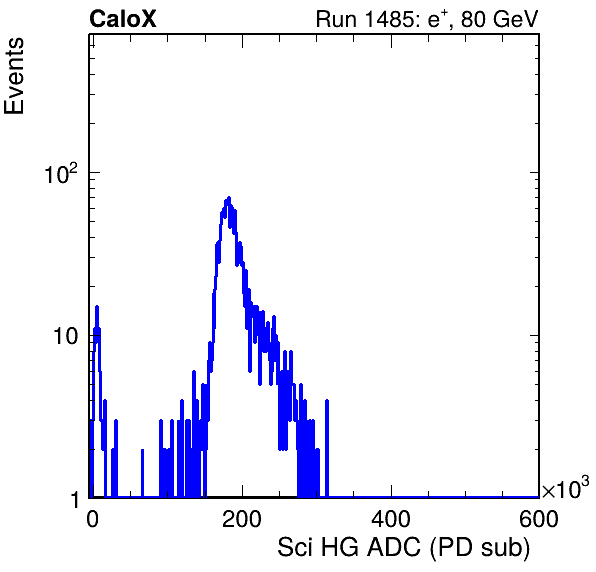 CaloX Run 1485: e⁺, 80 GeV
Events
10²
10
1
0 200 400 600
×10³
Sci HG ADC (PD sub)